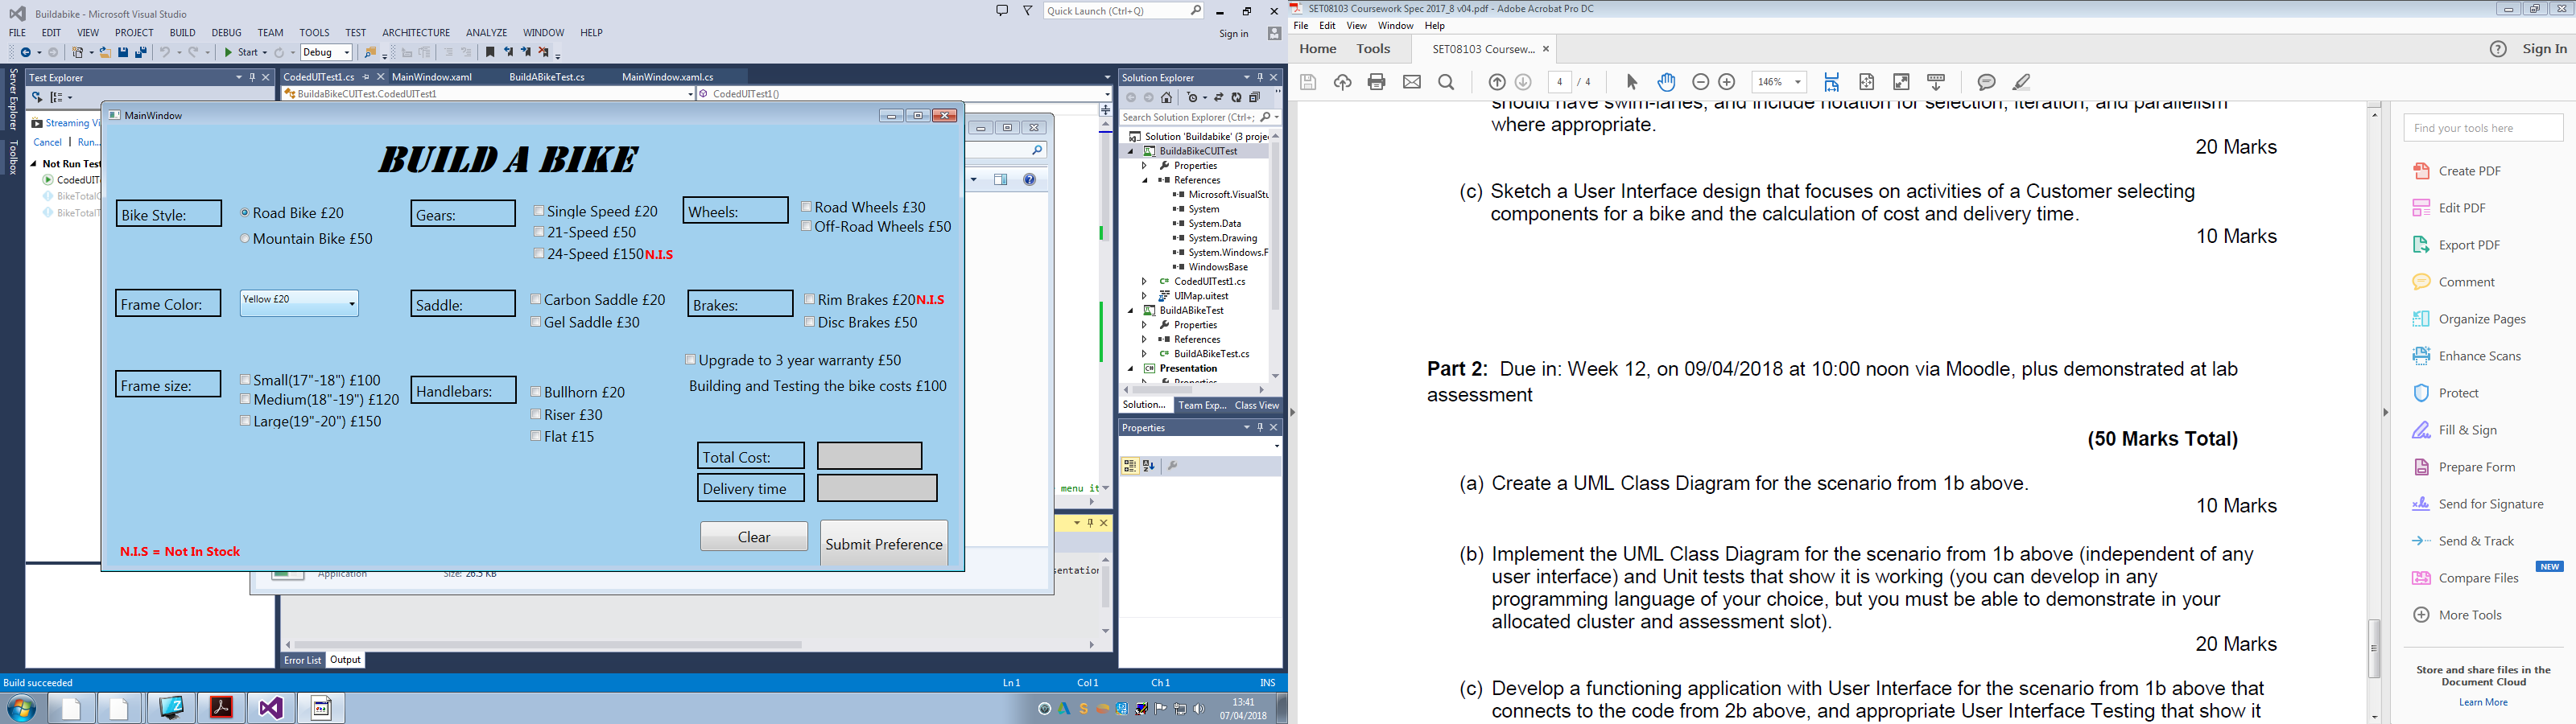 Buildabike - Microsoft Visual Studio
Quick Launch (Ctrl+Q)
FILE EDIT VIEW PROJECT BUILD DEBUG TEAM TOOLS TEST ARCHITECTURE ANALYZE WINDOW HELP
Sign in
Start
Debug
Server Explorer
Toolbox
Test Explorer
Streaming Vi
Cancel | Run...
Not Run Test
CodedUIT
BikeTotalC
BikeTotalT
CodedUITest1.cs MainWindow.xaml BuildABikeTest.cs MainWindow.xaml.cs
BuildaBikeCUITest.CodedUITest1
CodedUITest1()
MainWindow
BUILD A BIKE
Bike Style:
Road Bike £20
Mountain Bike £50
Gears:
Single Speed £20
21-Speed £50
24-Speed £150 N.I.S
Wheels:
Road Wheels £30
Off-Road Wheels £50
Frame Color:
Yellow £20
Saddle:
Carbon Saddle £20
Gel Saddle £30
Brakes:
Rim Brakes £20 N.I.S
Disc Brakes £50
Upgrade to 3 year warranty £50
Building and Testing the bike costs £100
Frame size:
Small(17"-18") £100
Medium(18"-19") £120
Large(19"-20") £150
Handlebars:
Bullhorn £20
Riser £30
Flat £15
Total Cost:
Delivery time
Clear
Submit Preference
N.I.S = Not In Stock
Application Size: 26.5 KB
menu it
sentation
Error List Output
Build succeeded
Ln 1 Col 1 Ch 1 INS
Solution Explorer
Search Solution Explorer (Ctrl+;
Solution 'Buildabike' (3 projec
BuildaBikeCUITest
Properties
References
Microsoft.VisualStu
System
System.Data
System.Drawing
System.Windows.F
WindowsBase
CodedUITest1.cs
UIMap.uitest
BuildABikeTest
Properties
References
BuildABikeTest.cs
Presentation
Properties
Solution... Team Exp... Class View
Properties
13:41
07/04/2018
SET08103 Coursework Spec 2017_8 v04.pdf - Adobe Acrobat Pro DC
File Edit View Window Help
Home Tools SET08103 Coursew... ×
Sign In
4 / 4
146%
should have swim-lanes, and include notation for selection, iteration, and parallelism
where appropriate.
20 Marks
(c) Sketch a User Interface design that focuses on activities of a Customer selecting
components for a bike and the calculation of cost and delivery time.
10 Marks
Part 2: Due in: Week 12, on 09/04/2018 at 10:00 noon via Moodle, plus demonstrated at lab
assessment
(50 Marks Total)
(a) Create a UML Class Diagram for the scenario from 1b above.
10 Marks
(b) Implement the UML Class Diagram for the scenario from 1b above (independent of any
user interface) and Unit tests that show it is working (you can develop in any
programming language of your choice, but you must be able to demonstrate in your
allocated cluster and assessment slot).
20 Marks
(c) Develop a functioning application with User Interface for the scenario from 1b above that
connects to the code from 2b above, and appropriate User Interface Testing that show it
Find your tools here
Create PDF
Edit PDF
Export PDF
Comment
Organize Pages
Enhance Scans
Protect
Fill & Sign
Prepare Form
Send for Signature
Send & Track
Compare Files NEW
More Tools
Store and share files in the
Document Cloud
Learn More